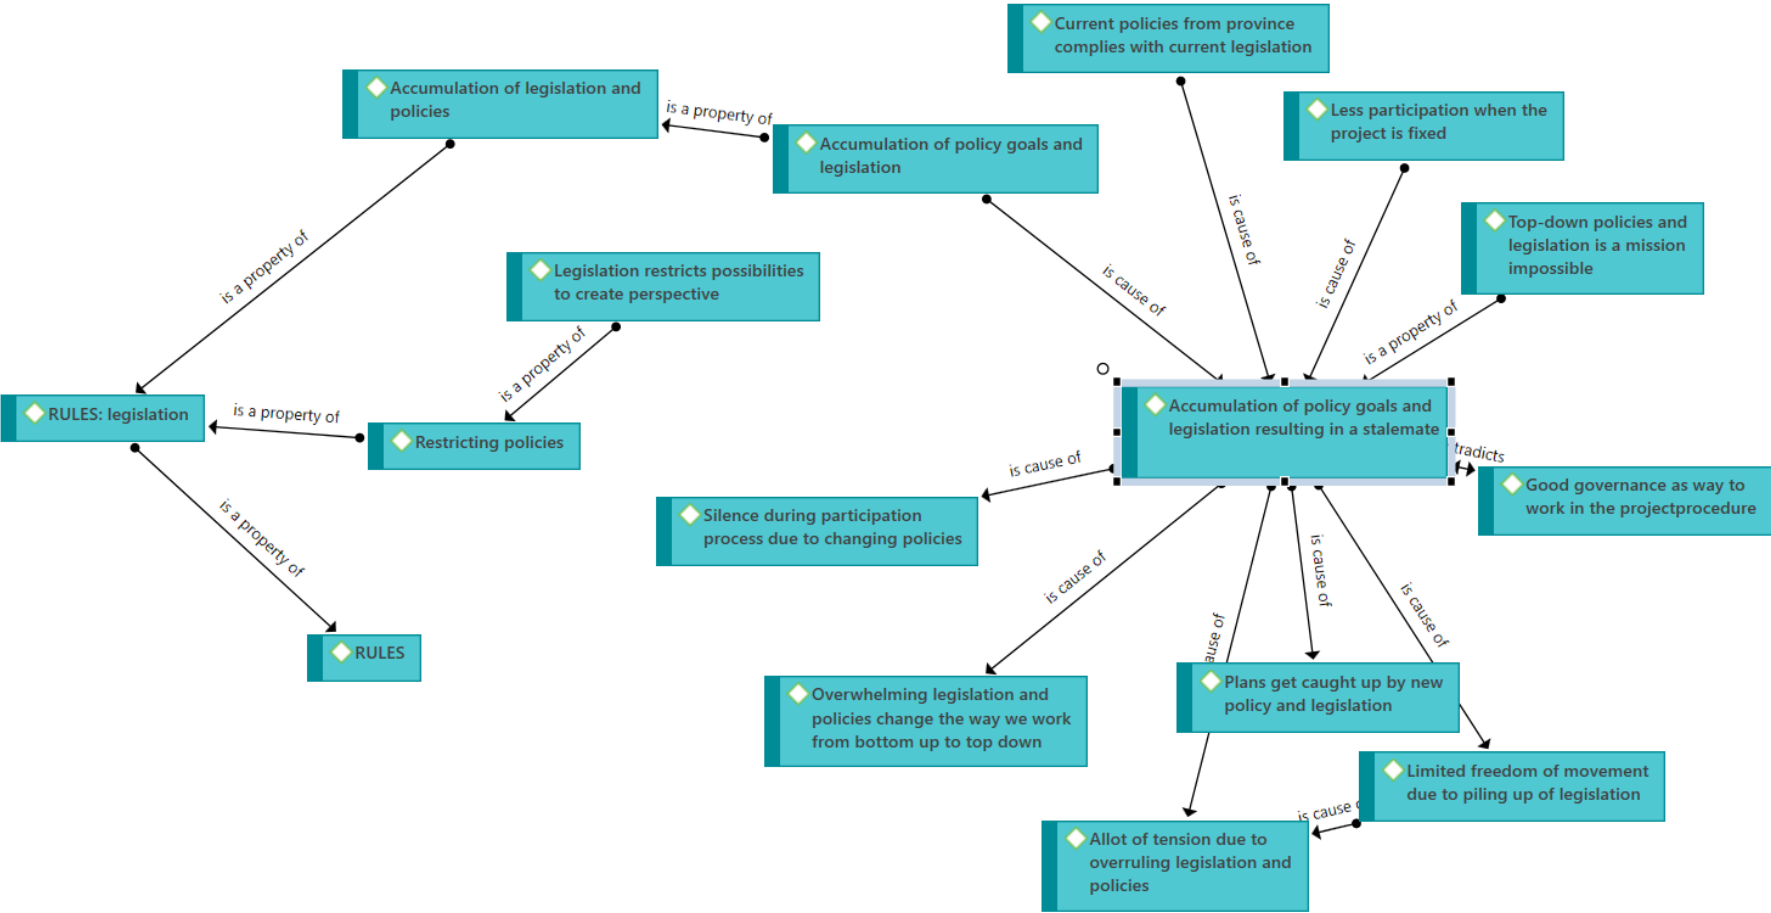 Current policies from province
complies with current legislation
Accumulation of legislation and
policies
is a property of
Less participation when the
project is fixed
Accumulation of policy goals and
legislation
is cause of
Top-down policies and
legislation is a mission
impossible
is a property of
Legislation restricts possibilities
to create perspective
is cause of
is cause of
is a property of
is a property of
RULES: legislation
is a property of
Restricting policies
Accumulation of policy goals and
legislation resulting in a stalemate
tradicts
is cause of
Good governance as way to
work in the projectprocedure
Silence during participation
process due to changing policies
is a property of
is cause of
is cause of
is cause of
ause of
RULES
Overwhelming legislation and
policies change the way we work
from bottom up to top down
Plans get caught up by new
policy and legislation
Limited freedom of movement
due to piling up of legislation
is cause
Allot of tension due to
overruling legislation and
policies